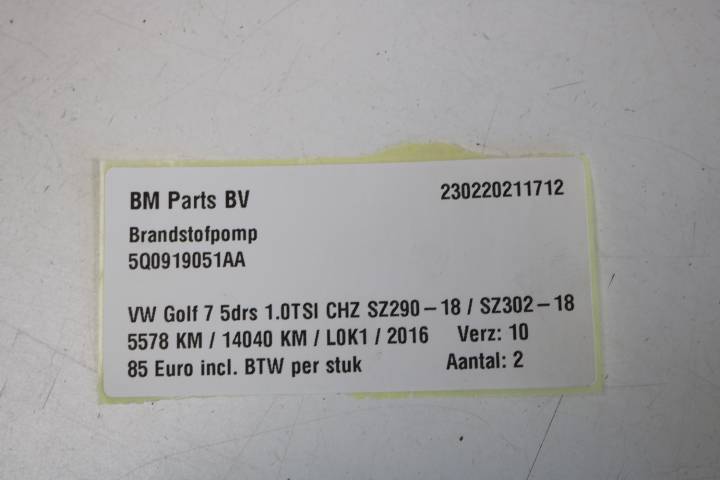 BM Parts BV 230220211712
Brandstofpomp
5Q0919051AA
VW Golf 7 5drs 1.0TSI CHZ SZ290-18 / SZ302-18
5578 KM / 14040 KM / L0K1 / 2016 Verz: 10
85 Euro incl. BTW per stuk Aantal: 2